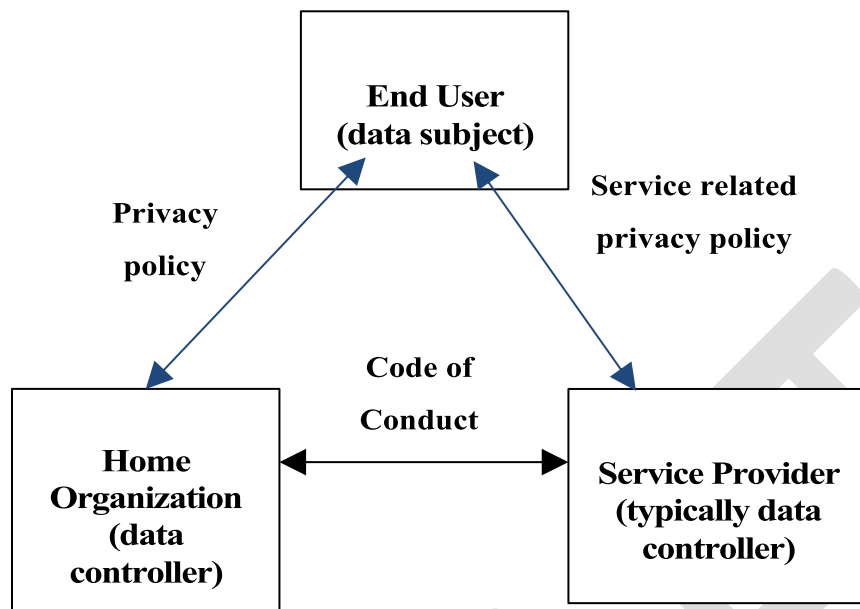 End User
(data subject)
Privacy
policy
Service related
privacy policy
Code of
Conduct
Home
Organization
(data
controller)
Service Provider
(typically data
controller)